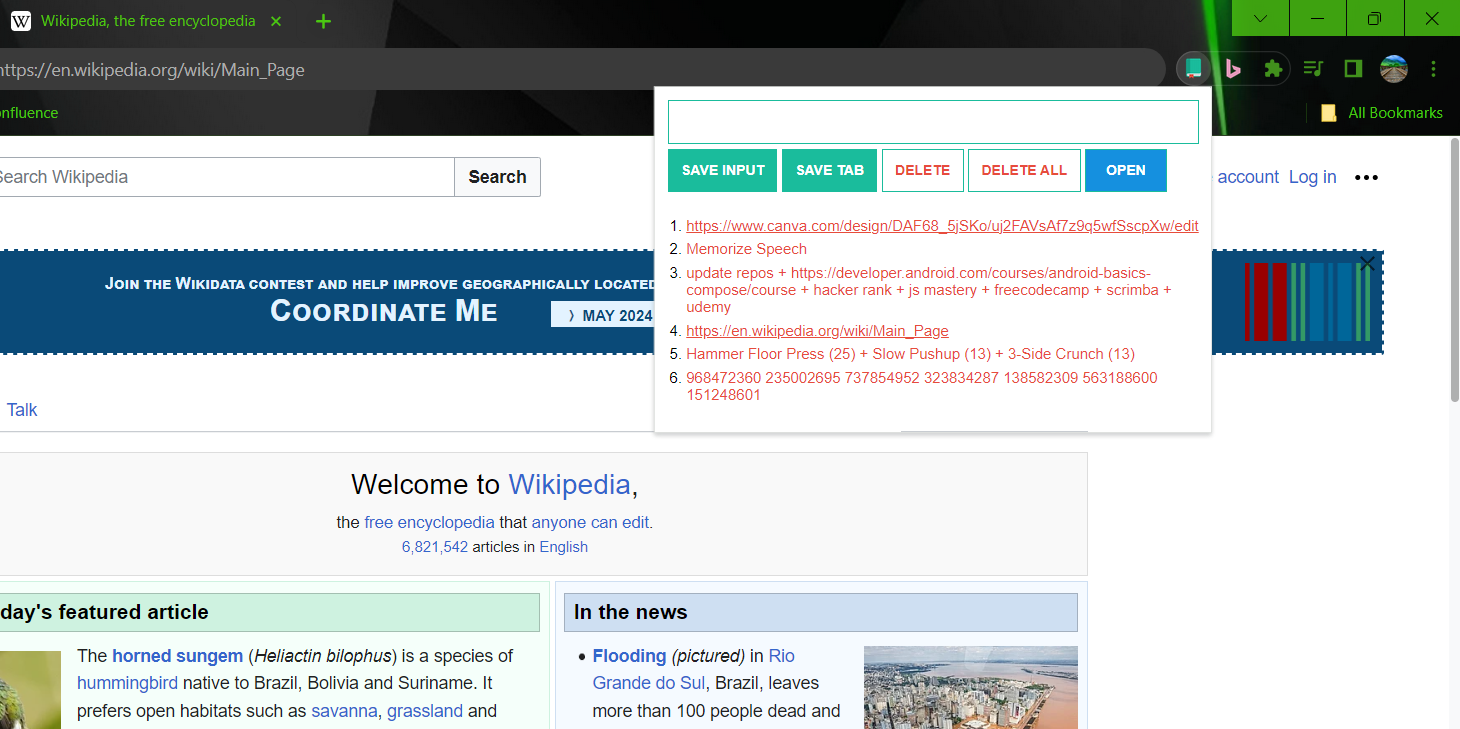 W Wikipedia, the free encyclopedia
https://en.wikipedia.org/wiki/Main_Page
onfluence
All Bookmarks
Search Wikipedia
Search
account Log in
SAVE INPUT
SAVE TAB
DELETE
DELETE ALL
OPEN
1. https://www.canva.com/design/DAF68_5jSKo/uj2FAVsAf7z9q5wfSscpXw/edit
2. Memorize Speech
3. update repos + https://developer.android.com/courses/android-basics-
compose/course + hacker rank + js mastery + freecodecamp + scrimba +
udemy
4. https://en.wikipedia.org/wiki/Main_Page
5. Hammer Floor Press (25) + Slow Pushup (13) + 3-Side Crunch (13)
6. 968472360 235002695 737854952 323834287 138582309 563188600
151248601
Join the Wikidata contest and help improve geographically located
Coordinate Me
MAY 2024
Talk
Welcome to Wikipedia,
the free encyclopedia that anyone can edit.
6,821,542 articles in English
day's featured article
The horned sungem (Heliactin bilophus) is a species of
hummingbird native to Brazil, Bolivia and Suriname. It
prefers open habitats such as savanna, grassland and
In the news
Flooding (pictured) in Rio
Grande do Sul, Brazil, leaves
more than 100 people dead and